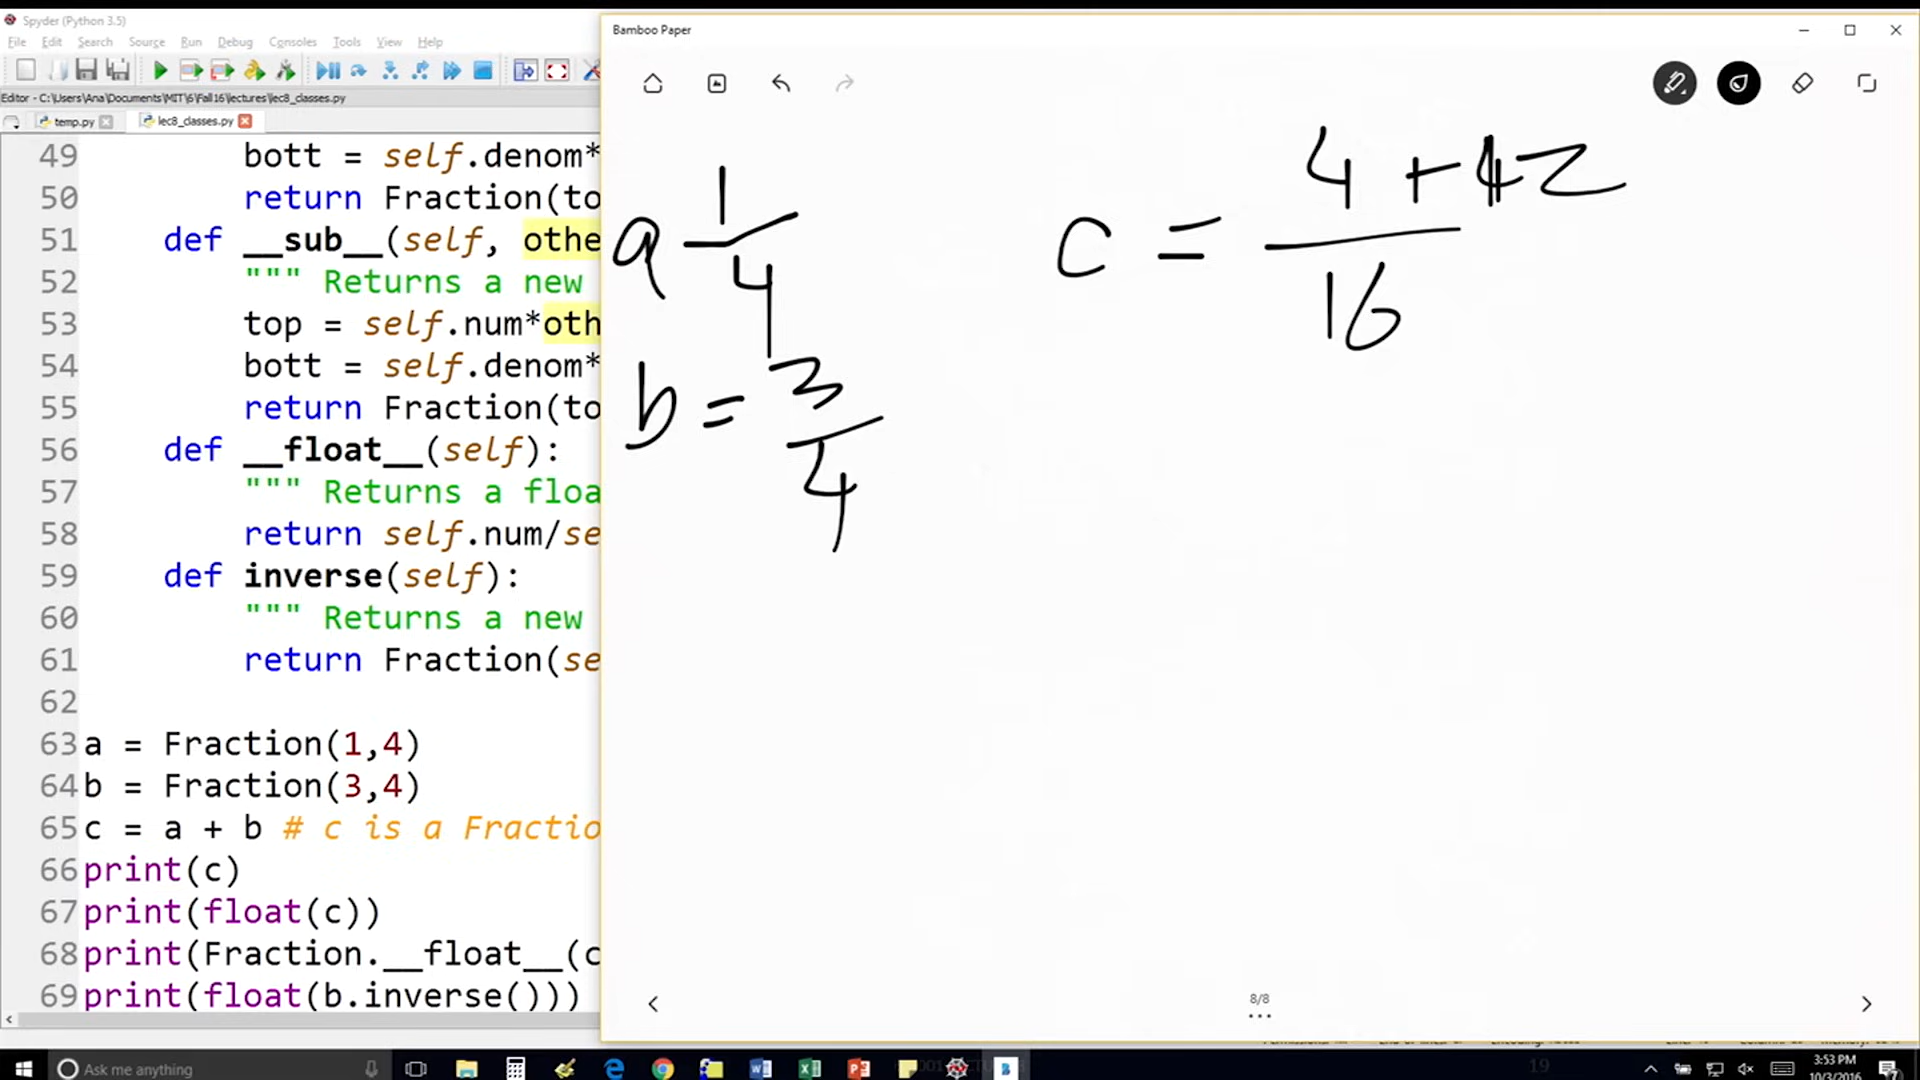 Spyder (Python 3.5)
File Edit Search Source Run Debug Consoles Tools View Help
Editor - C:\Users\Ana\Documents\MIT\6\Fall16\lectures\lec8_classes.py
temp.py lec8_classes.py
49 bott = self.denom*
50 return Fraction(to
51 def __sub__(self, othe
52 """ Returns a new
53 top = self.num*oth
54 bott = self.denom*
55 return Fraction(to
56 def __float__(self):
57 """ Returns a floa
58 return self.num/se
59 def inverse(self):
60 """ Returns a new
61 return Fraction(se
62
63 a = Fraction(1,4)
64 b = Fraction(3,4)
65 c = a + b # c is a Fractio
66 print(c)
67 print(float(c))
68 print(Fraction.__float__(c
69 print(float(b.inverse()))
Bamboo Paper
a 1
4
b = 3
4
c = 4 + 12
16
8/8
Ask me anything
19
3:53 PM
10/3/2016